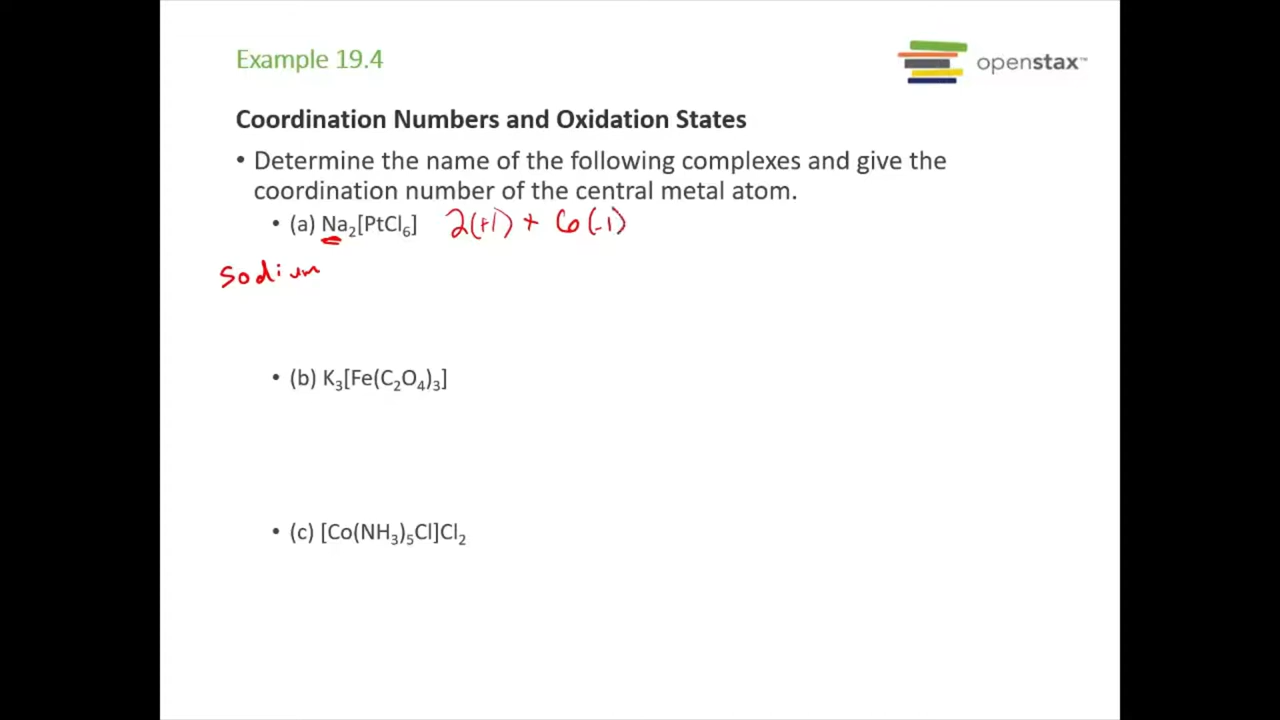 Example 19.4
openstax™
Coordination Numbers and Oxidation States
• Determine the name of the following complexes and give the
coordination number of the central metal atom.
• (a) Na₂[PtCl₆] 2(+1) + 6(-1)
Sodium
• (b) K₃[Fe(C₂O₄)₃]
• (c) [Co(NH₃)₅Cl]Cl₂